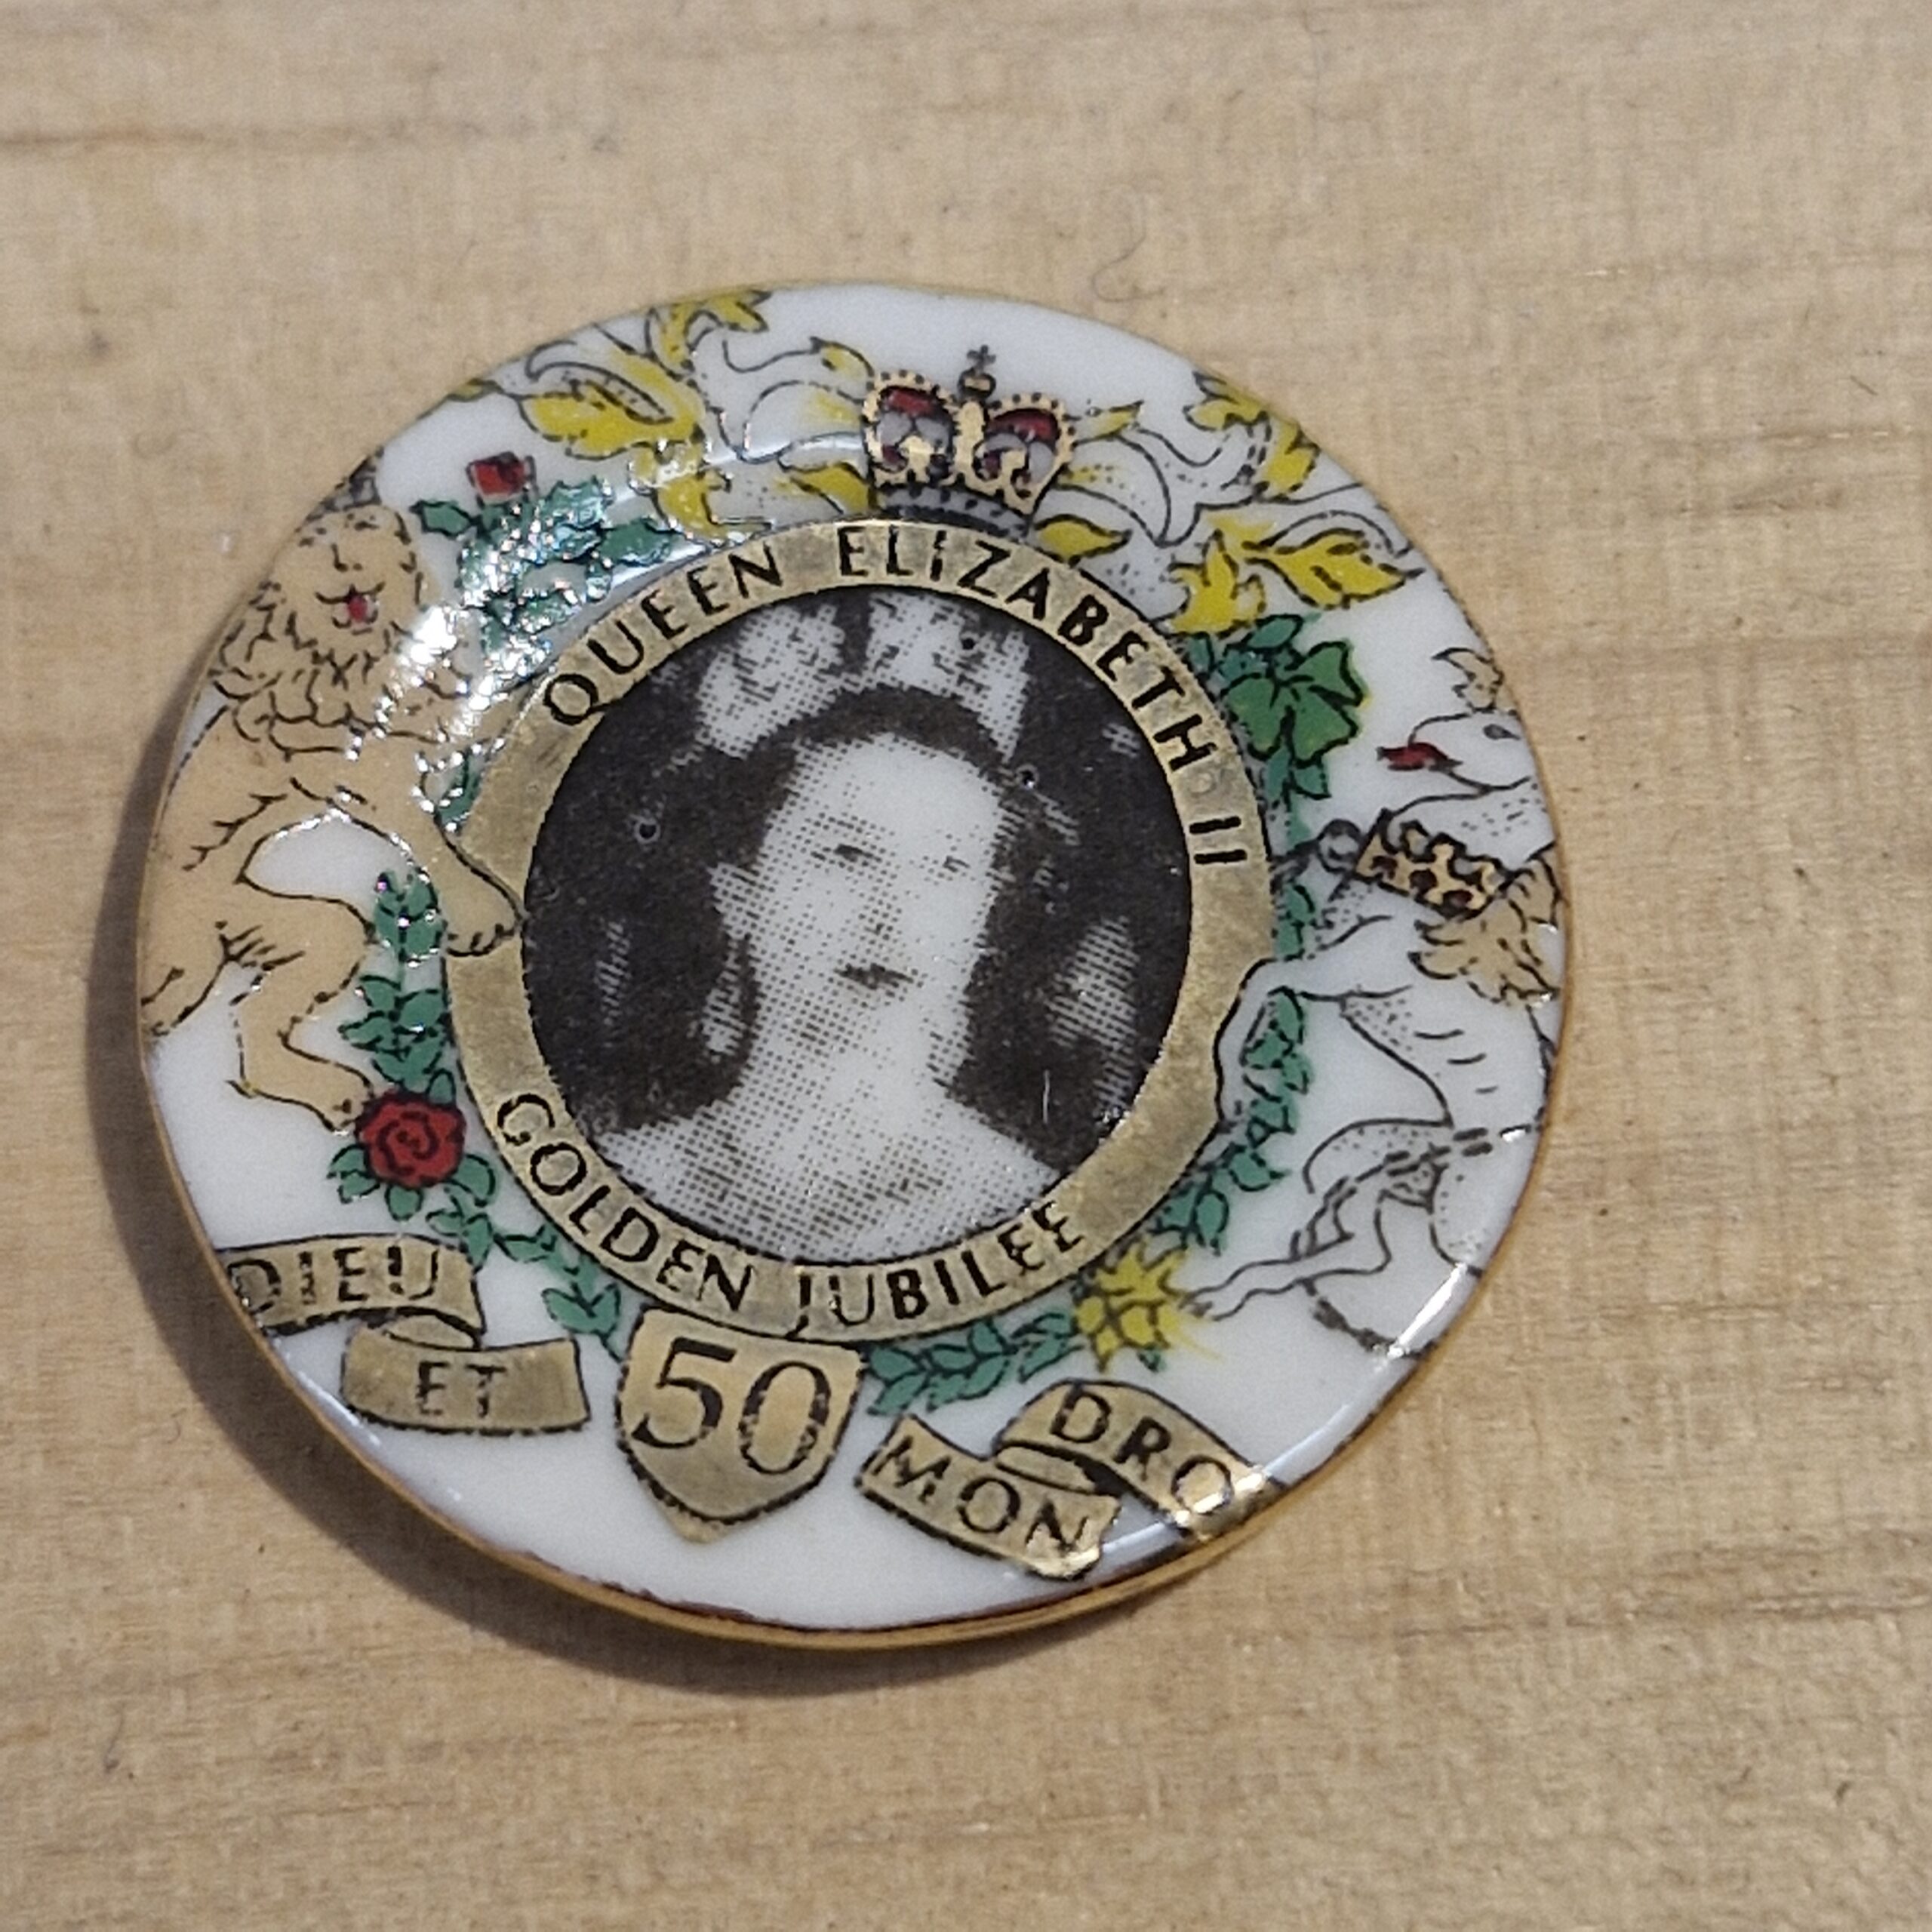 QUEEN ELIZABETH II
GOLDEN JUBILEE
DIEU
ET
50
MON
DRO